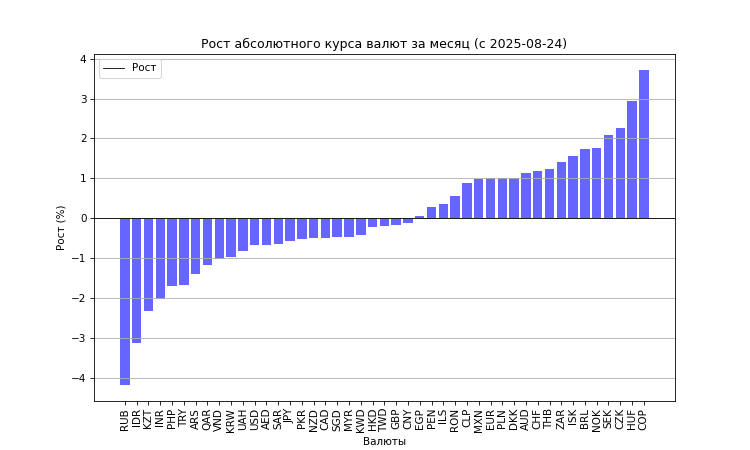 Рост абсолютного курса валют за месяц (с 2025-08-24)
Рост
4
3
2
1
0
−1
−2
−3
−4
Рост (%)
RUB IDR KZT INR PHP TRY ARS QAR VND KRW UAH USD AED SAR JPY PKR NZD CAD SGD MYR KWD HKD TWD GBP CNY EGP PEN ILS RON CLP MXN EUR PLN DKK AUD CHF THB ZAR ISK BRL NOK SEK CZK HUF COP
Валюты